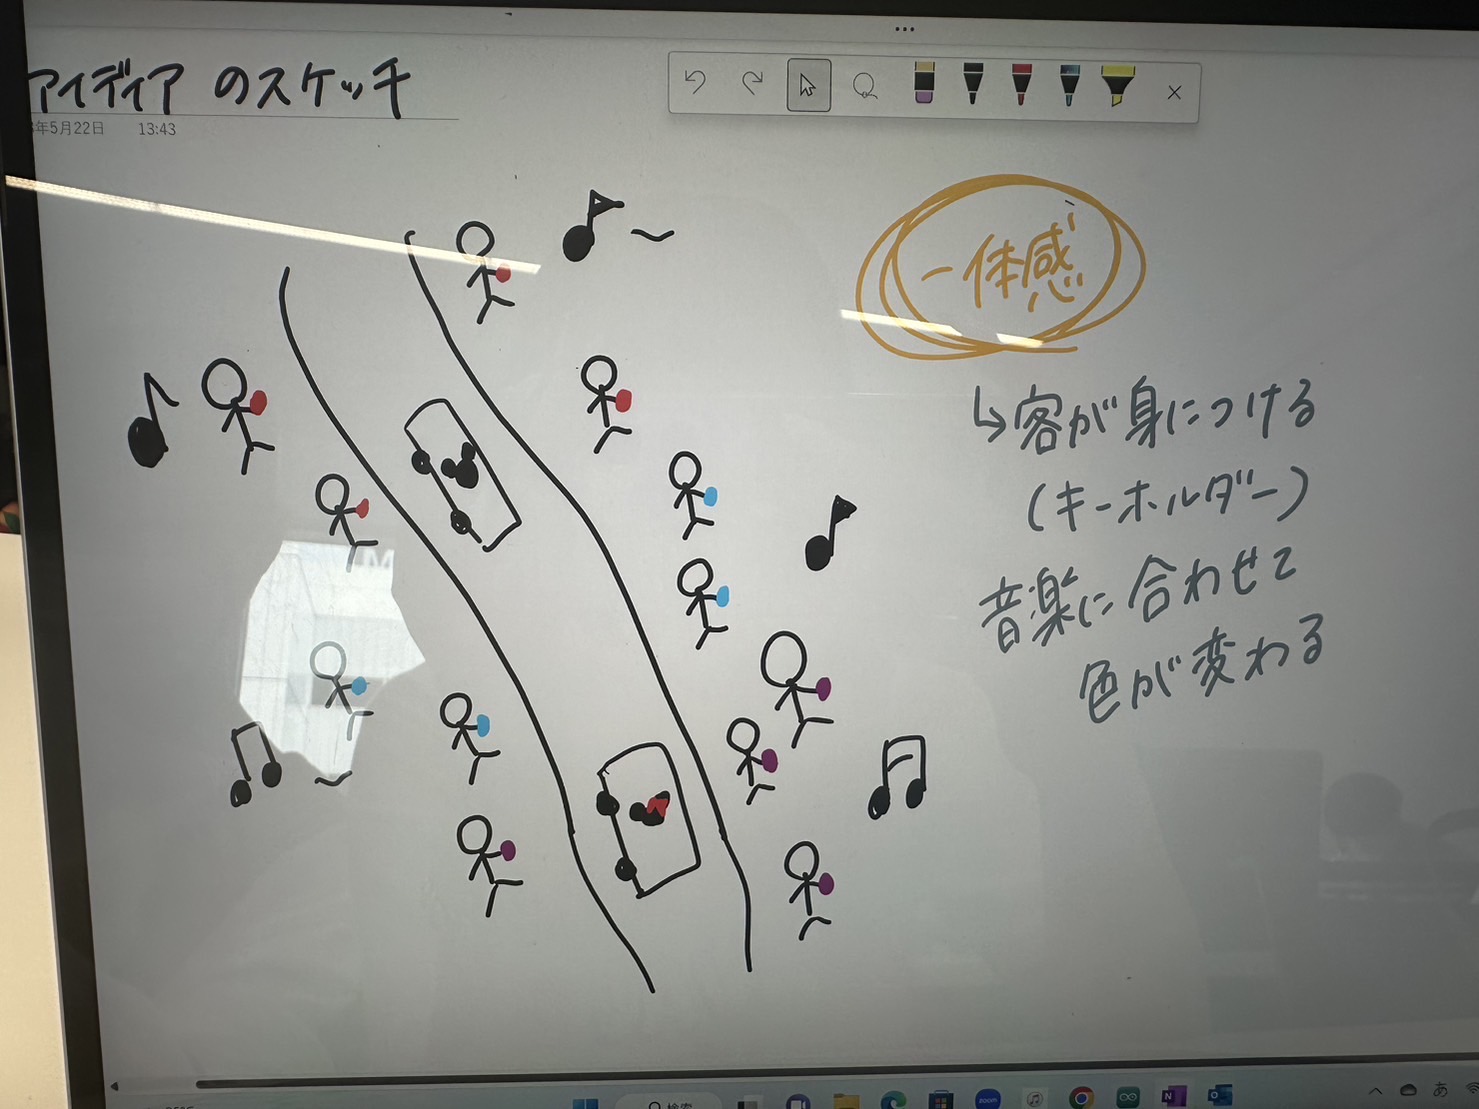 アイディア のスケッチ
年5月22日 13:43
一体感
↳客が身につける
(キーホルダー)
音楽に合わせて
色が変わる
検索
zoom
あ